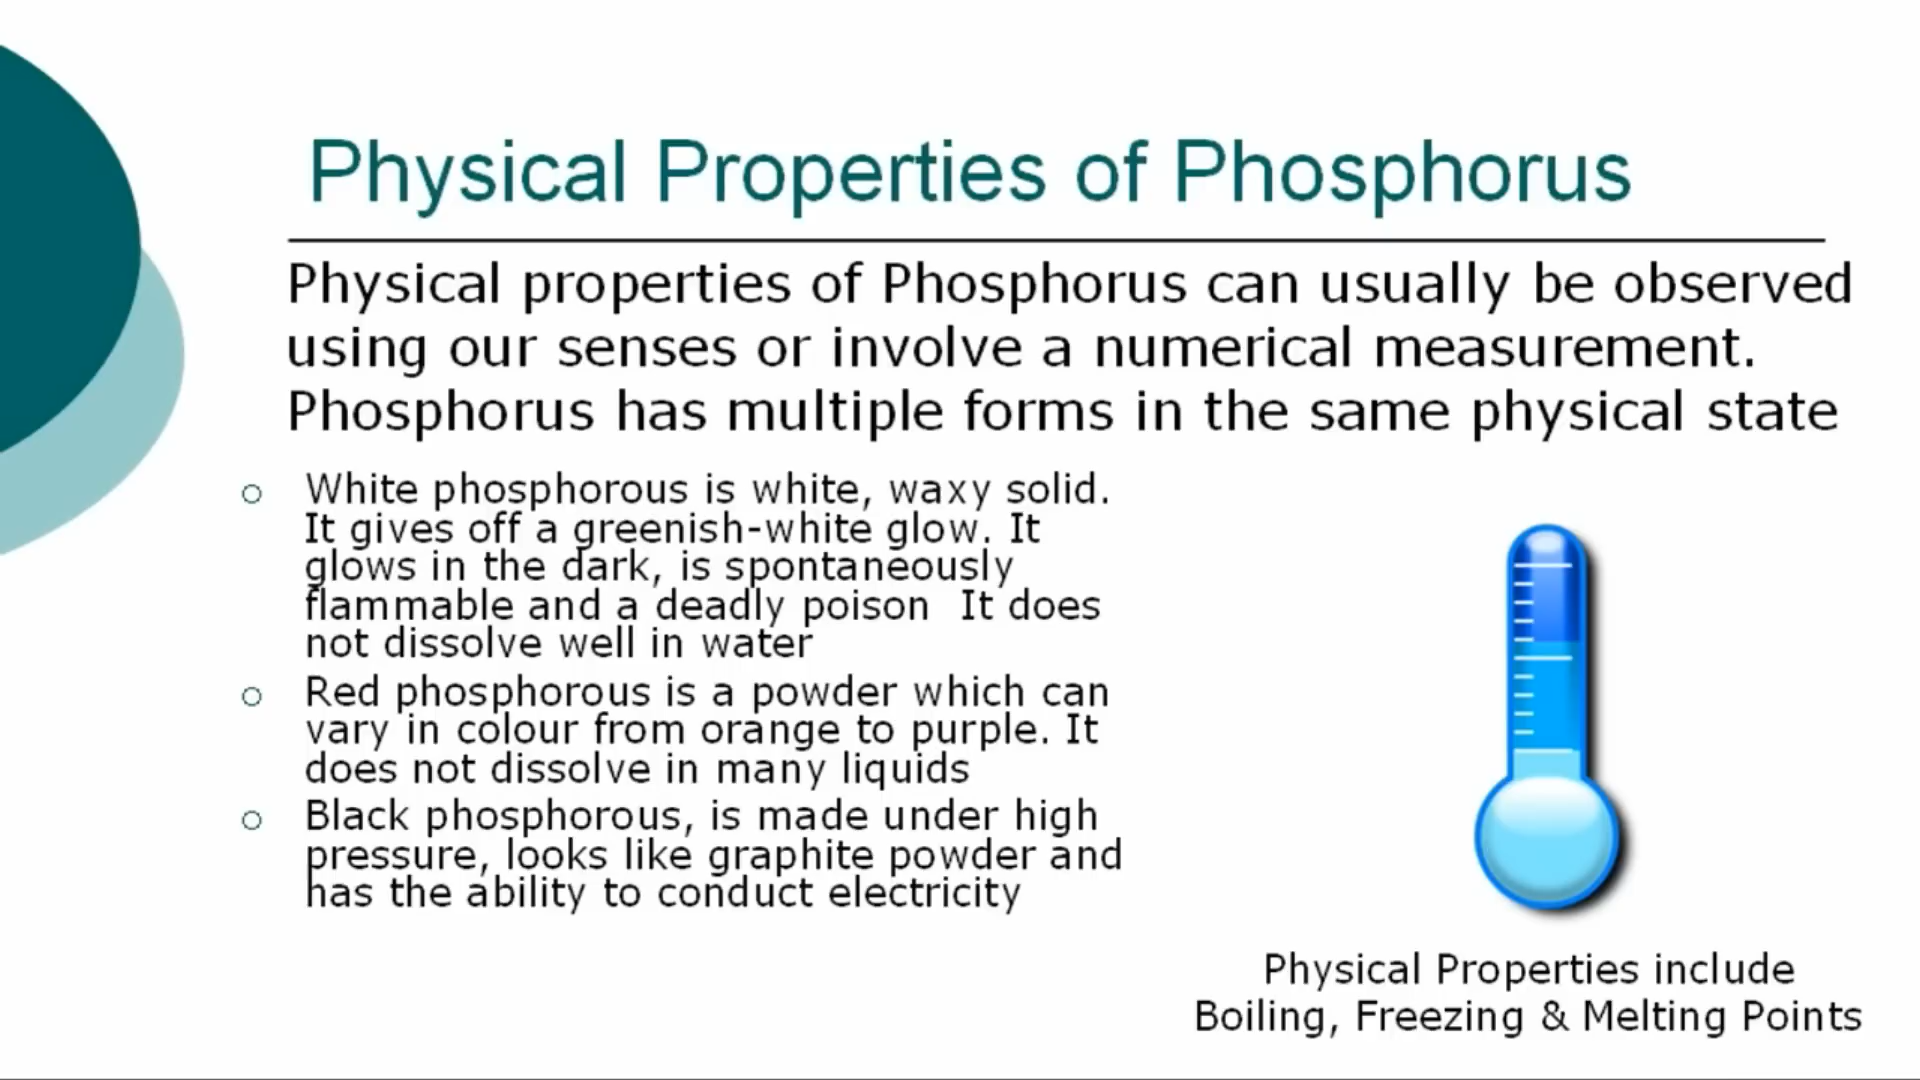 Physical Properties of Phosphorus
Physical properties of Phosphorus can usually be observed
using our senses or involve a numerical measurement.
Phosphorus has multiple forms in the same physical state
White phosphorous is white, waxy solid.
It gives off a greenish-white glow. It
glows in the dark, is spontaneously
flammable and a deadly poison  It does
not dissolve well in water
Red phosphorous is a powder which can
vary in colour from orange to purple. It
does not dissolve in many liquids
Black phosphorous, is made under high
pressure, looks like graphite powder and
has the ability to conduct electricity
Physical Properties include
Boiling, Freezing & Melting Points